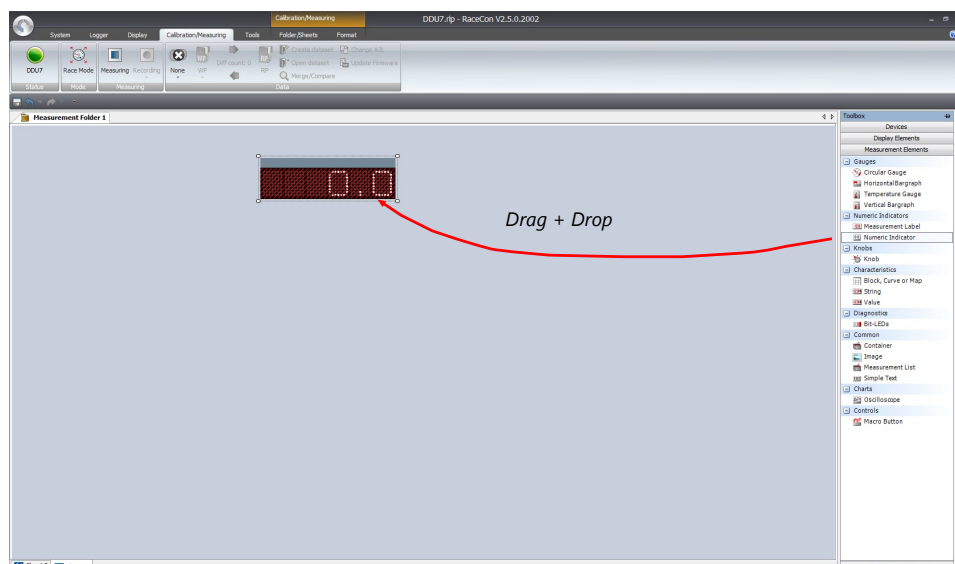 Calibration/Measuring
DDU7.rlp - RaceCon V2.5.0.2002
System Logger Display Calibration/Measuring Tools Folder/Sheets Format
DDU7 Race Mode Measuring Recording None WP Diff count: 0 RP
Create dataset Change A2L
Open dataset Update Firmware
Merge/Compare
Status Mode Measuring Data
Measurement Folder 1
0.0
Drag + Drop
Toolbox
Devices
Display Elements
Measurement Elements
Gauges
Circular Gauge
HorizontalBargraph
Temperature Gauge
Vertical Bargraph
Numeric Indicators
Measurement Label
Numeric Indicator
Knobs
Knob
Characteristics
Block, Curve or Map
String
Value
Diagnostics
Bit-LEDs
Common
Container
Image
Measurement List
Simple Text
Charts
Oscilloscope
Controls
Macro Button